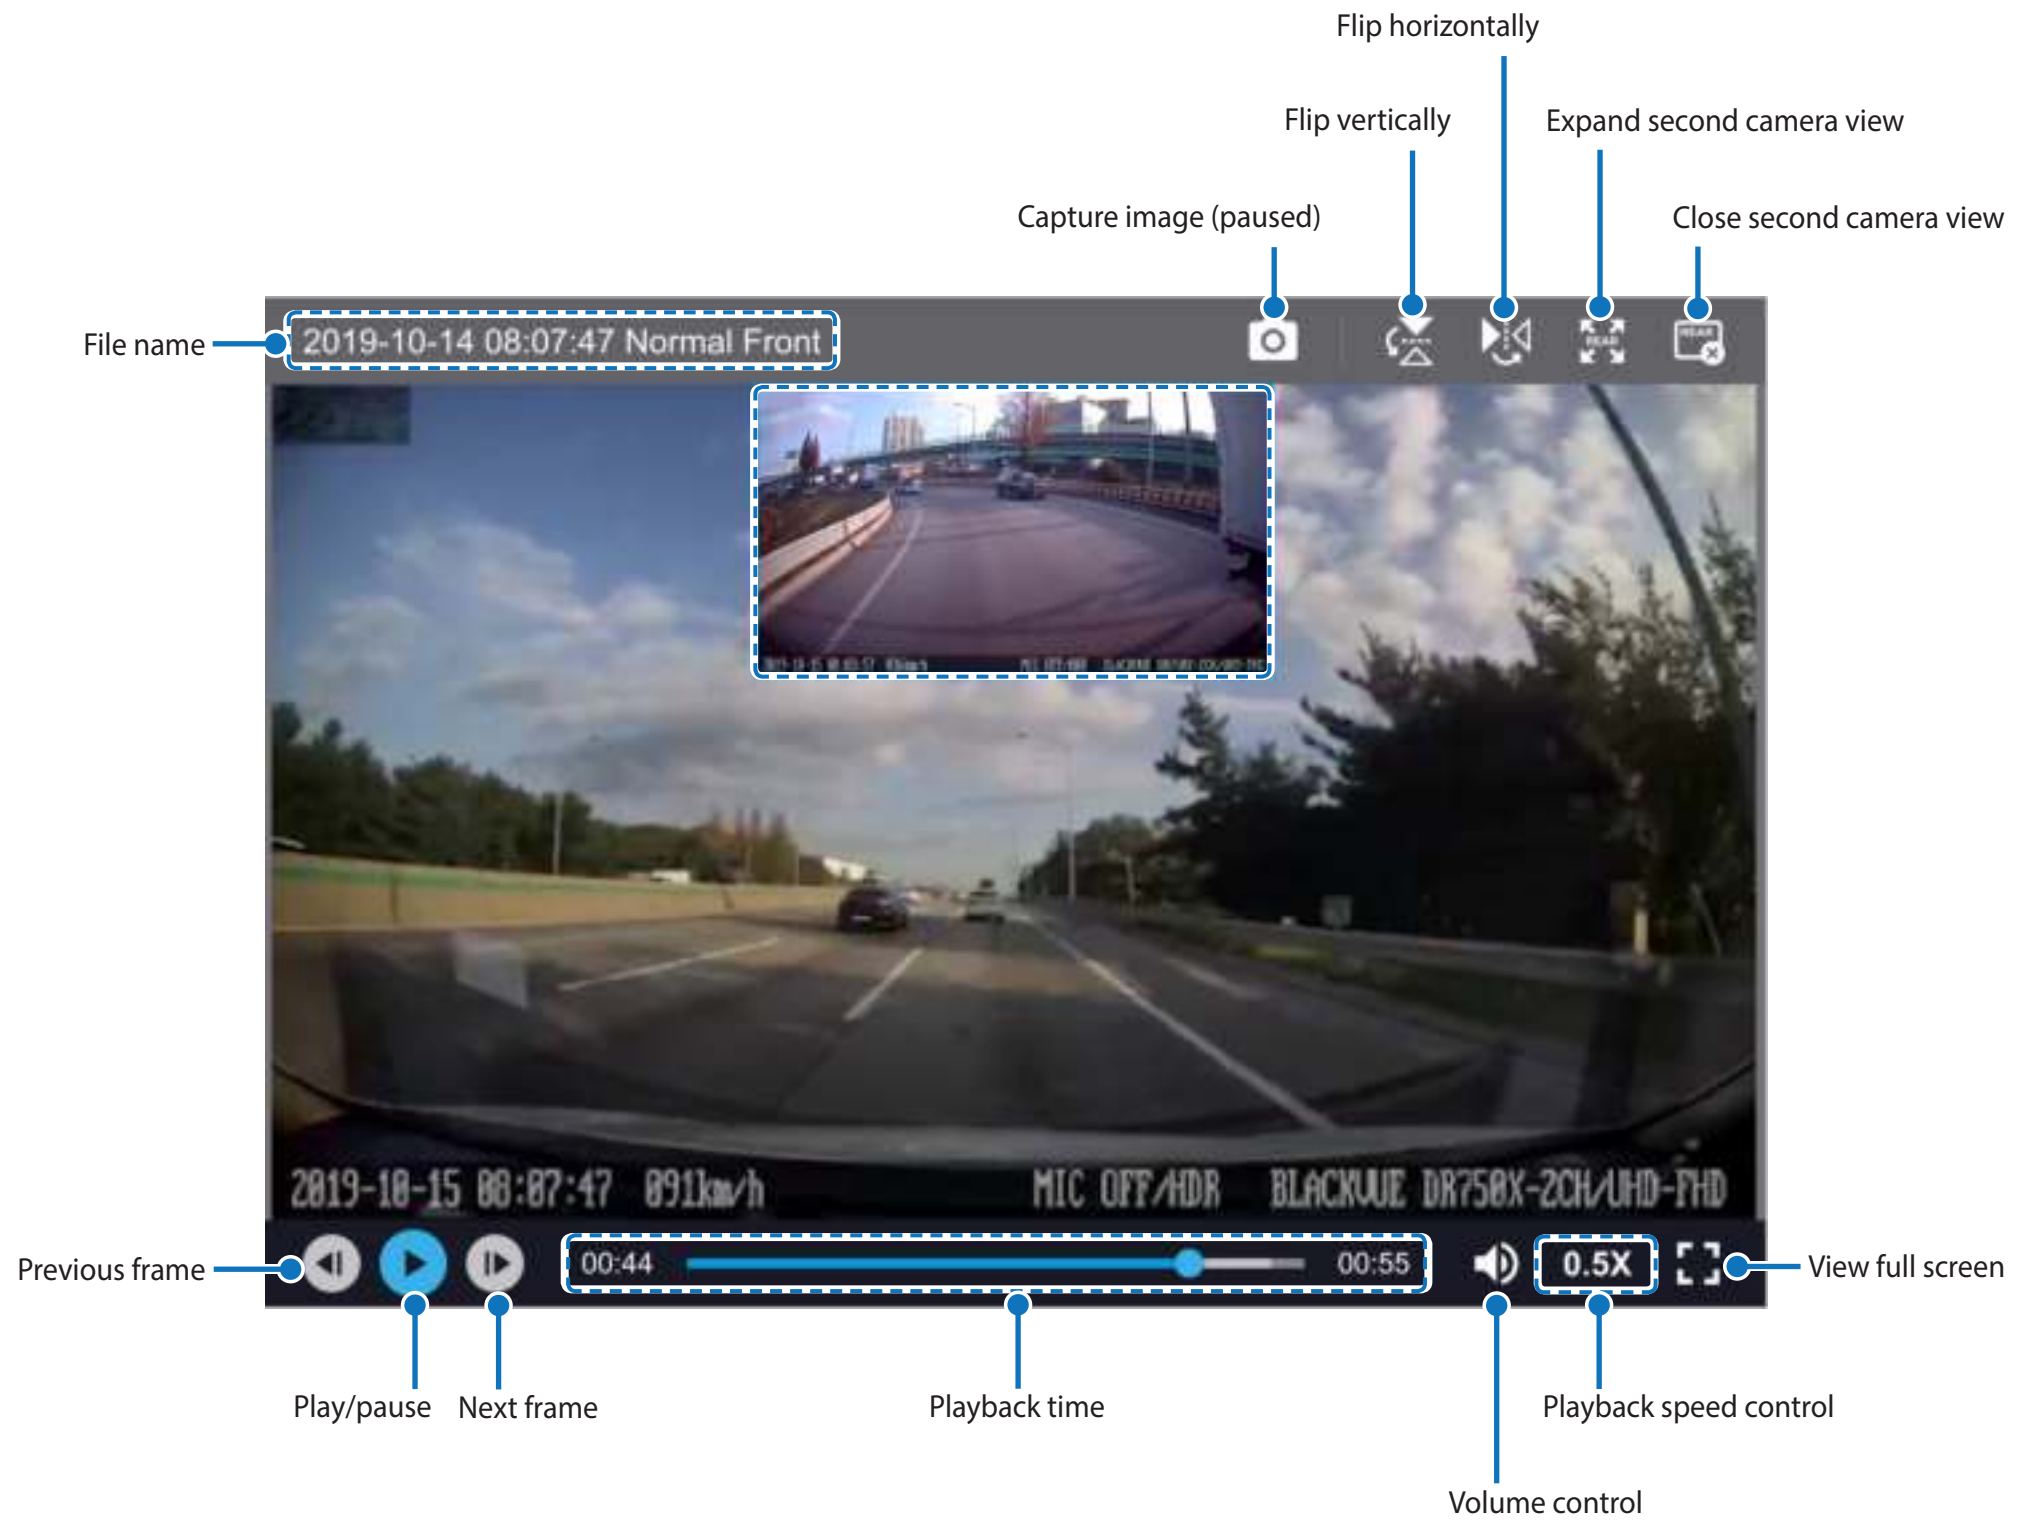 Flip horizontally
Flip vertically
Expand second camera view
Capture image (paused)
Close second camera view
File name
2019-10-14 08:07:47 Normal Front
REAR
REAR
2019-10-15 08:07:47 091km/h
MIC OFF/HDR
BLACKVUE DR750X-2CH/UHD-FHD
Previous frame
00:44
00:55
0.5X
View full screen
Play/pause
Next frame
Playback time
Playback speed control
Volume control